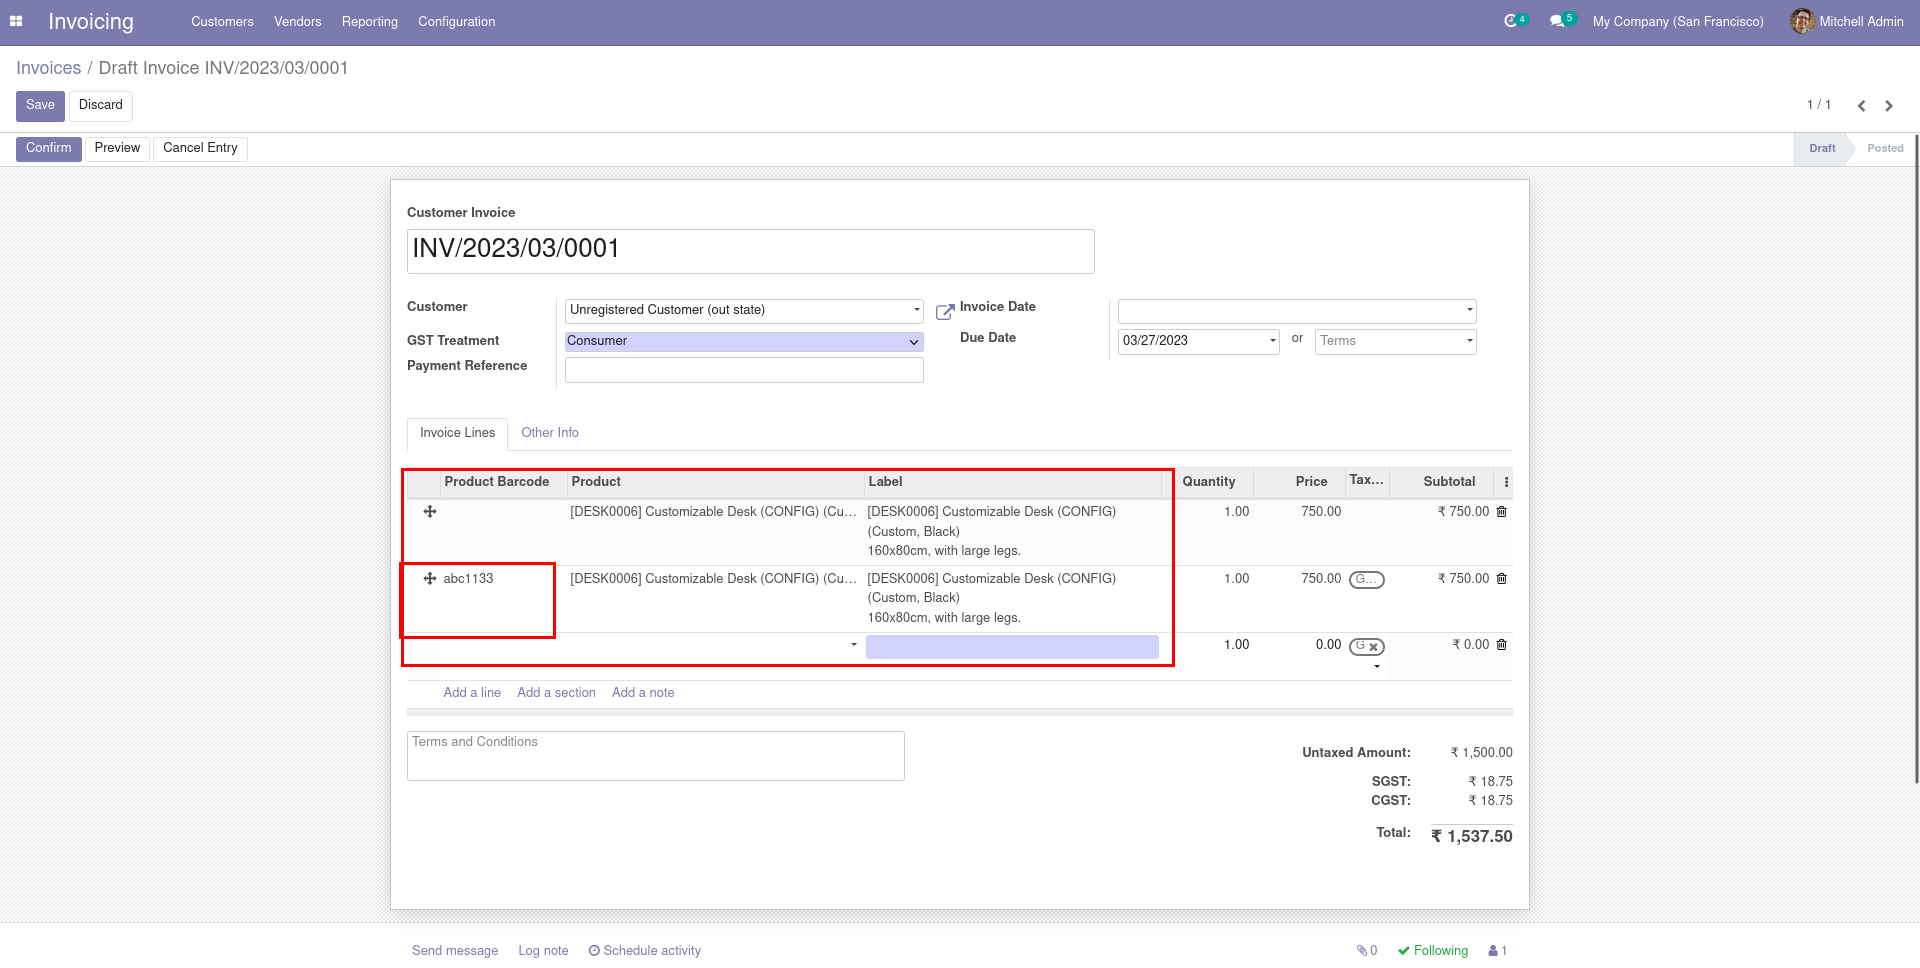 Invoicing Customers Vendors Reporting Configuration 4 5 My Company (San Francisco) Mitchell Admin
Invoices / Draft Invoice INV/2023/03/0001
Save Discard 1 / 1
Confirm Preview Cancel Entry Draft Posted
Customer Invoice
INV/2023/03/0001
Customer Unregistered Customer (out state) Invoice Date
GST Treatment Consumer Due Date 03/27/2023 or Terms
Payment Reference
Invoice Lines Other Info
Product Barcode Product Label Quantity Price Tax... Subtotal
[DESK0006] Customizable Desk (CONFIG) (Cu... [DESK0006] Customizable Desk (CONFIG) 1.00 750.00 ₹ 750.00
(Custom, Black)
160x80cm, with large legs.
abc1133 [DESK0006] Customizable Desk (CONFIG) (Cu... [DESK0006] Customizable Desk (CONFIG) 1.00 750.00 G... ₹ 750.00
(Custom, Black)
160x80cm, with large legs.
1.00 0.00 G ₹ 0.00
Add a line Add a section Add a note
Terms and Conditions
Untaxed Amount: ₹ 1,500.00
SGST: ₹ 18.75
CGST: ₹ 18.75
Total: ₹ 1,537.50
Send message Log note Schedule activity 0 Following 1